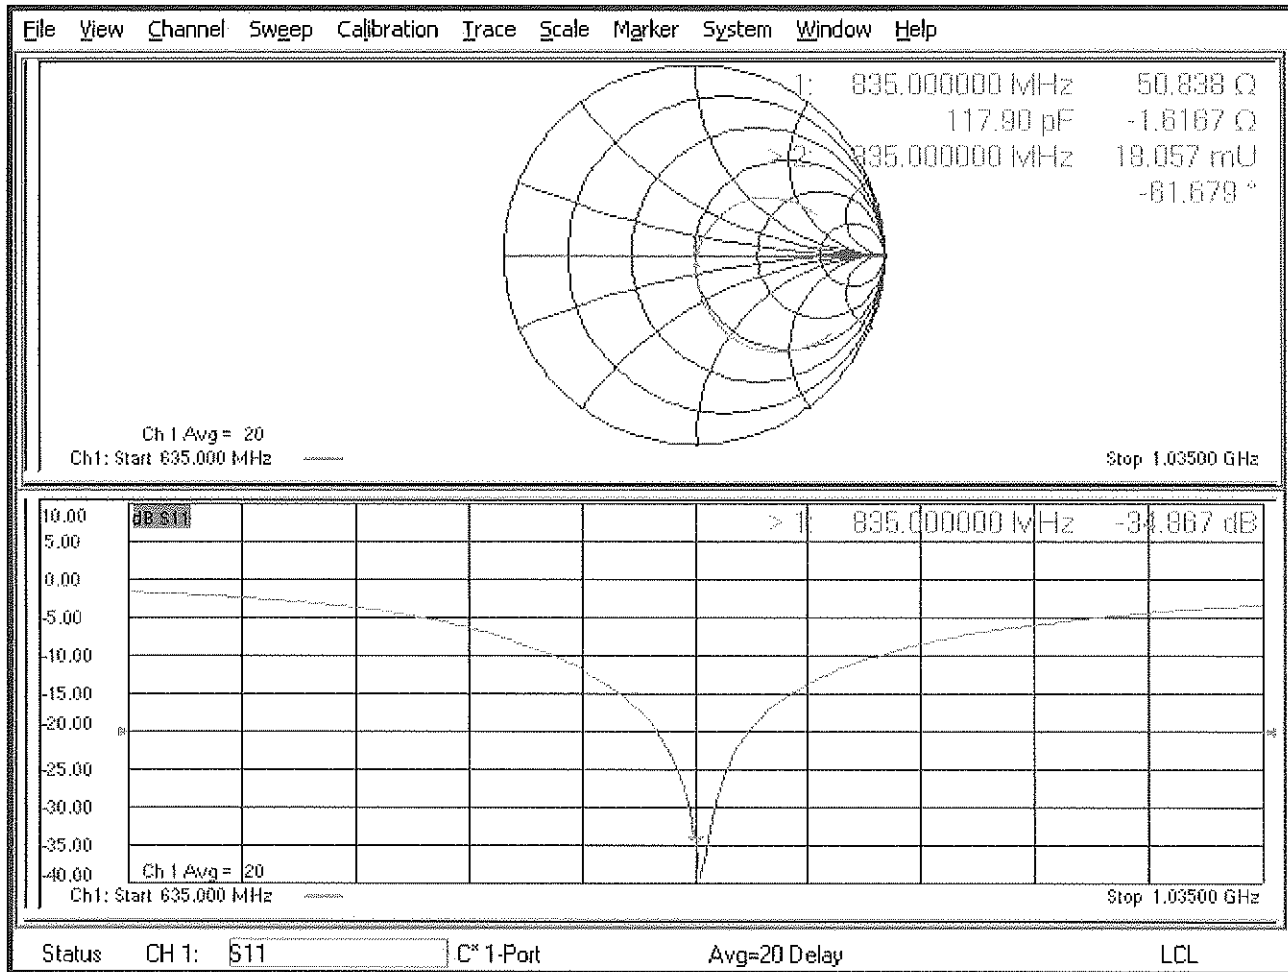 File View Channel Sweep Calibration Trace Scale Marker System Window Help
1: 835.000000 MHz 50.838 Ω
117.90 pF -1.6167 Ω
> 2: 835.000000 MHz 18.057 mU
-61.679 °
Ch 1 Avg = 20
Ch1: Start 635.000 MHz
Stop 1.03500 GHz
10.00
dB S11
> 1: 835.000000 MHz -34.867 dB
5.00
0.00
-5.00
-10.00
-15.00
-20.00
-25.00
-30.00
-35.00
-40.00
Ch 1 Avg = 20
Ch1: Start 635.000 MHz
Stop 1.03500 GHz
Status CH 1: S11 C* 1-Port Avg=20 Delay LCL